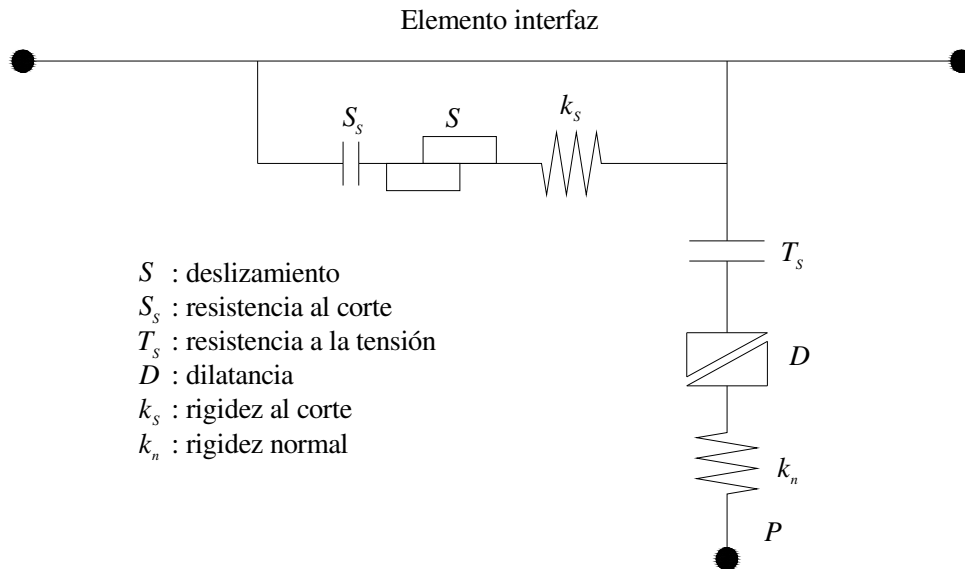 Elemento interfaz
S_s
S
k_s
T_s
S : deslizamiento
S_s : resistencia al corte
T_s : resistencia a la tensión
D : dilatancia
k_s : rigidez al corte
k_n : rigidez normal
D
k_n
P